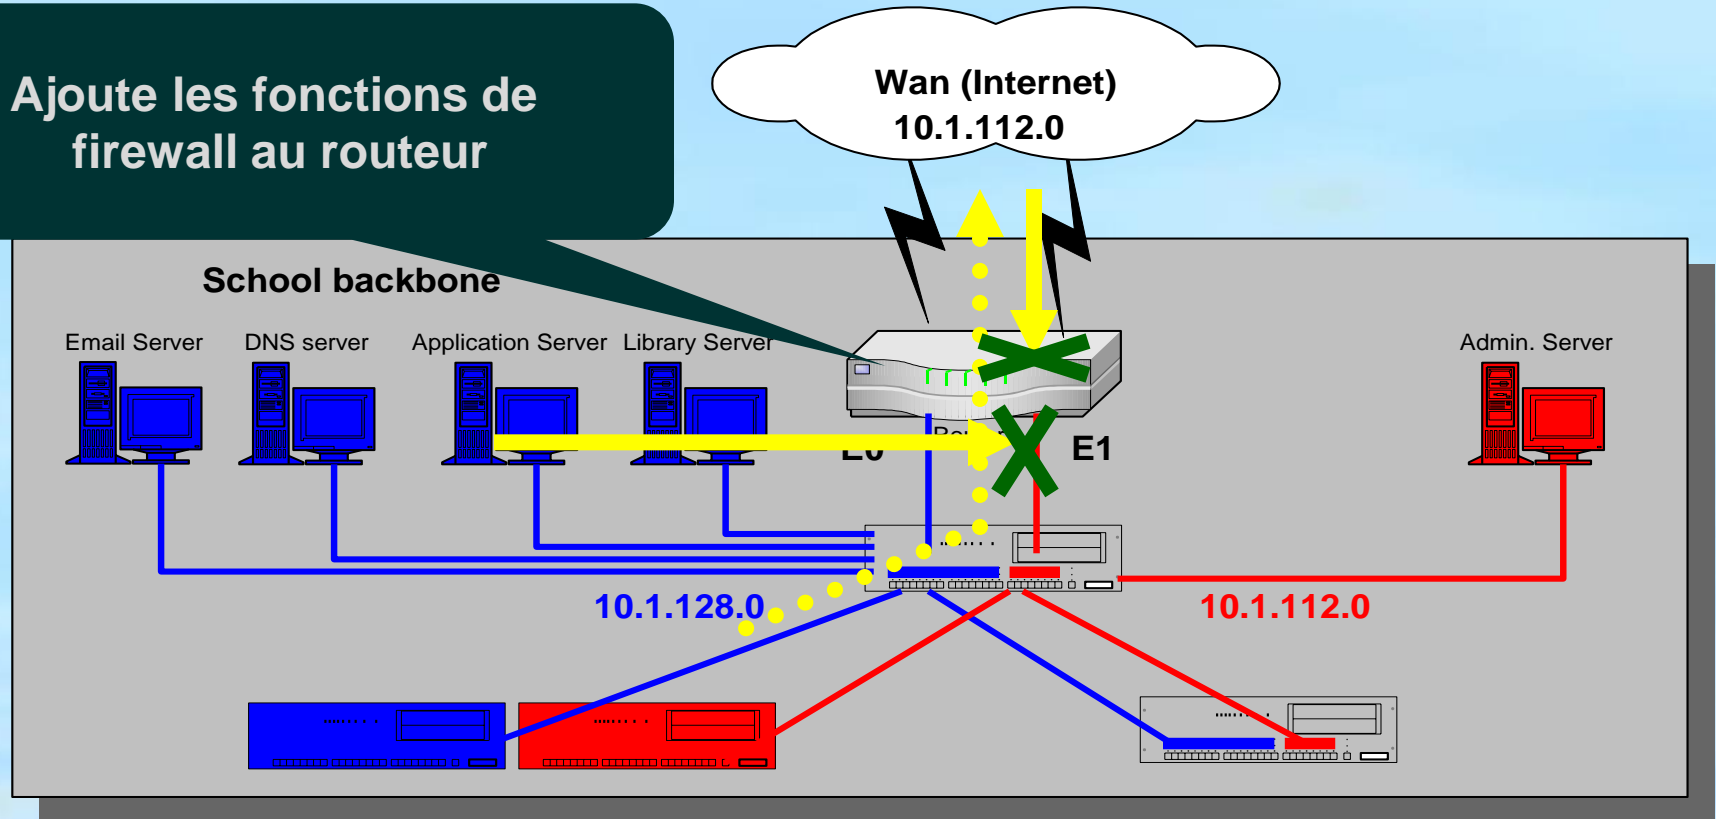 Ajoute les fonctions de
firewall au routeur
Wan (Internet)
10.1.112.0
School backbone
Email Server
DNS server
Application Server
Library Server
Admin. Server
E0
E1
10.1.128.0
10.1.112.0